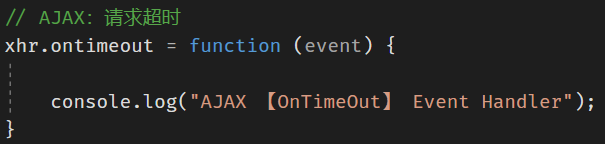 // AJAX：请求超时
xhr.ontimeout = function (event) {
console.log("AJAX 【OnTimeOut】 Event Handler");
}